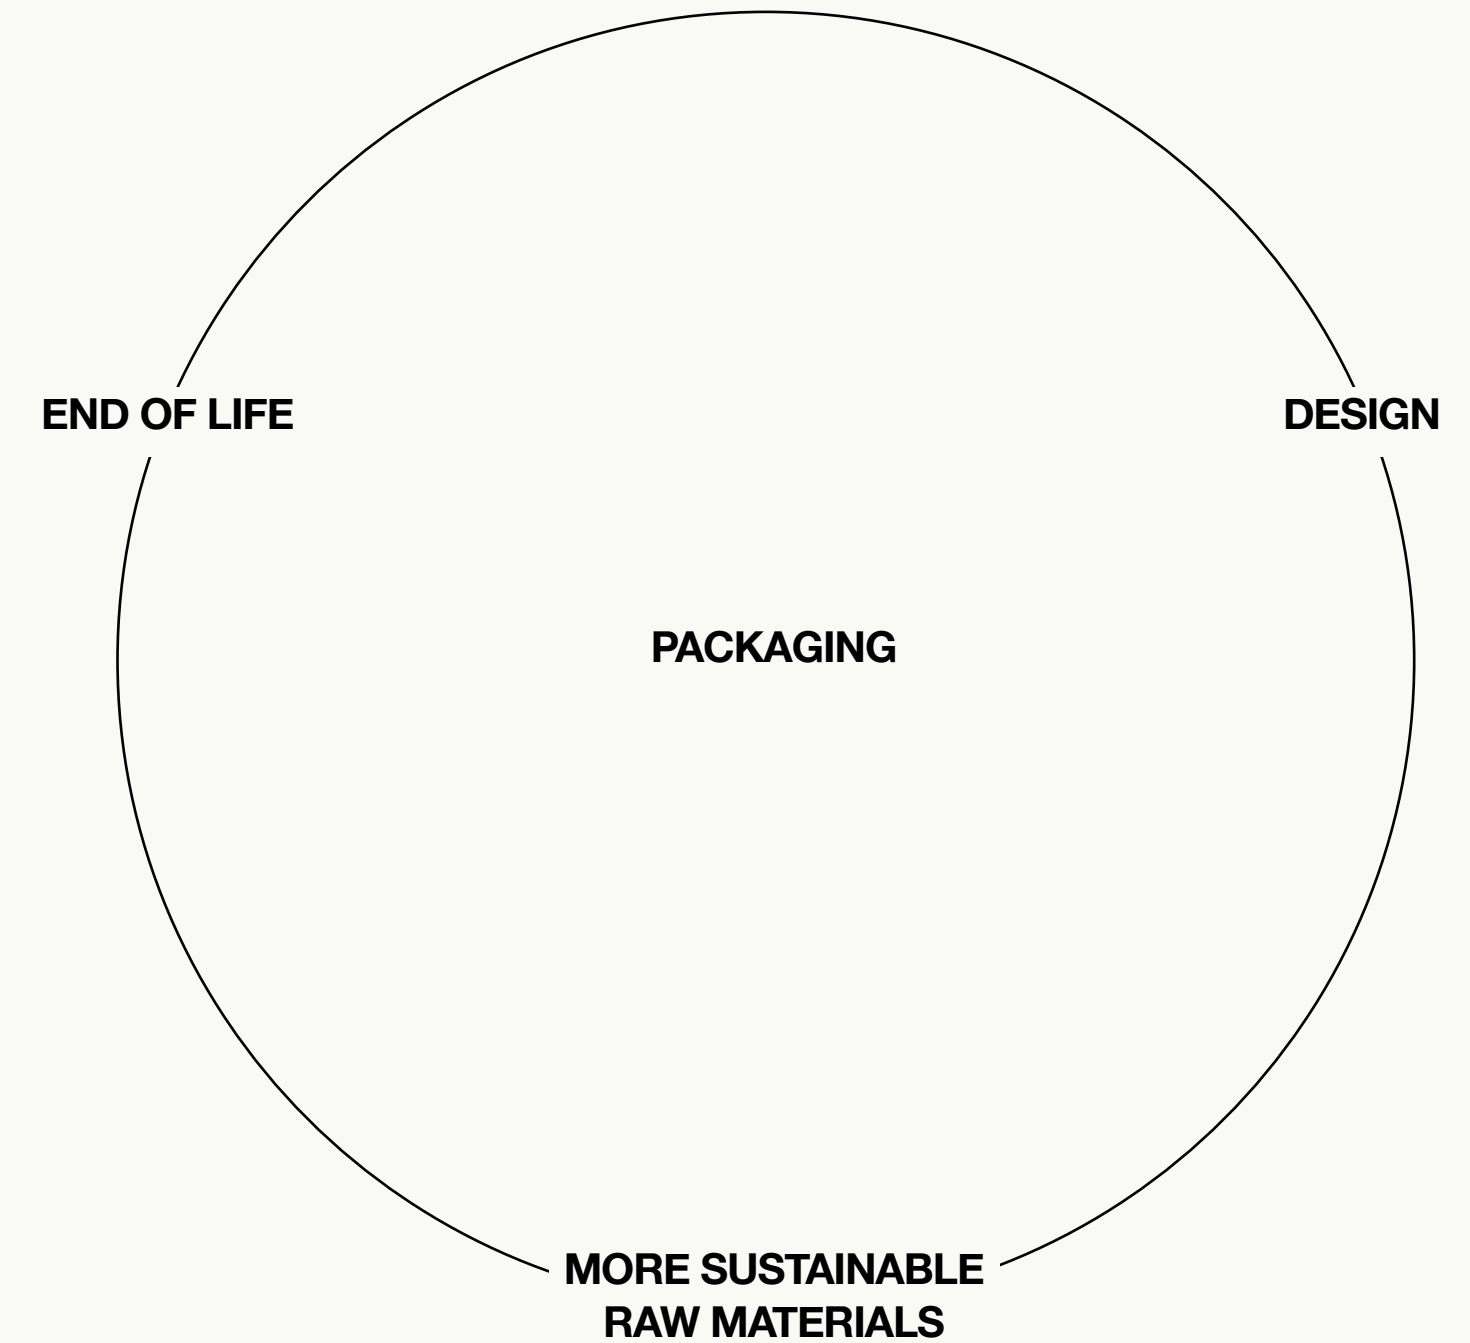 END OF LIFE
DESIGN
PACKAGING
MORE SUSTAINABLE
RAW MATERIALS